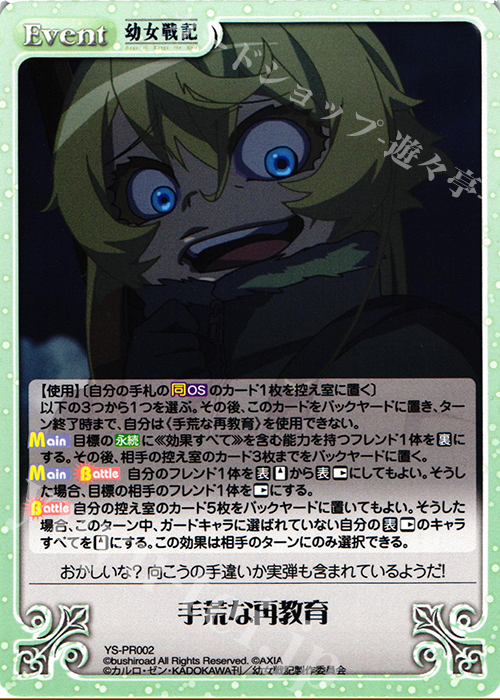 Event 幼女戦記
ードショップ-遊々亭-
【使用】〔自分の手札の同OSのカード1枚を控え室に置く〕
以下の3つから1つを選ぶ。その後、このカードをバックヤードに置き、ター
ン終了時まで、自分は《手荒な再教育》を使用できない。
Main 目標の永続に≪効果すべて≫を含む能力を持つフレンド1体を裏に
する。その後、相手の控え室のカード3枚までをバックヤードに置く。
Main Battle 自分のフレンド1体を表から表にしてもよい。そうし
た場合、目標の相手のフレンド1体をにする。
Battle 自分の控え室のカード5枚をバックヤードに置いてもよい。そうした
場合、このターン中、ガードキャラに選ばれていない自分の表のキャラ
すべてをにする。この効果は相手のターンにのみ選択できる。
おかしいな? 向こうの手違いか実弾も含まれているようだ!
手荒な再教育
YS-PR002
©bushiroad All Rights Reserved. ©AXIA
©カルロ・ゼン・KADOKAWA刊／幼女戦記製作委員会